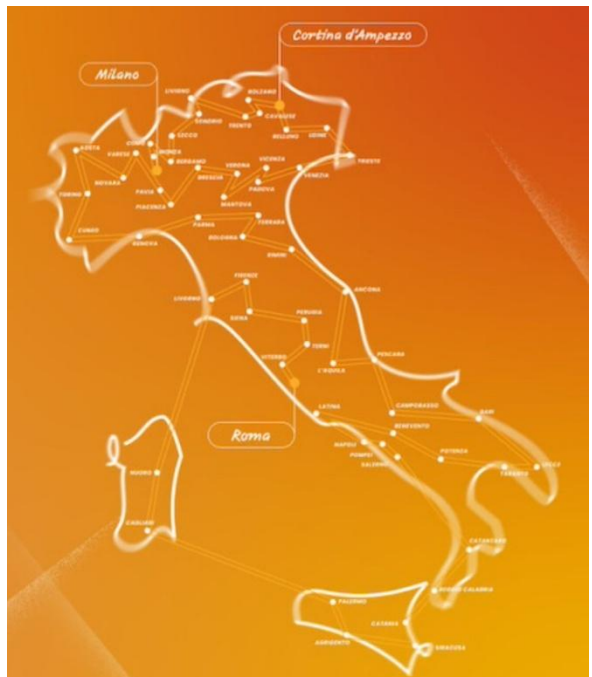 Cortina d'Ampezzo
Milano
LIVIGNO
BOLZANO
CAVALESE
SONDRIO
TRENTO
BELLUNO
UDINE
TRIESTE
LECCO
COMO
MONZA
VARESE
AOSTA
BERGAMO
BRESCIA
VERONA
VICENZA
PADOVA
VENEZIA
NOVARA
TORINO
PAVIA
PIACENZA
MANTOVA
CUNEO
GENOVA
PARMA
FERRARA
BOLOGNA
RIMINI
ANCONA
FIRENZE
LIVORNO
SIENA
PERUGIA
TERNI
VITERBO
L'AQUILA
PESCARA
Roma
LATINA
CAMPOBASSO
BARI
BENEVENTO
NAPOLI
POMPEI
SALERNO
POTENZA
TARANTO
LECCE
NUORO
CAGLIARI
CATANZARO
REGGIO CALABRIA
PALERMO
CATANIA
AGRIGENTO
SIRACUSA